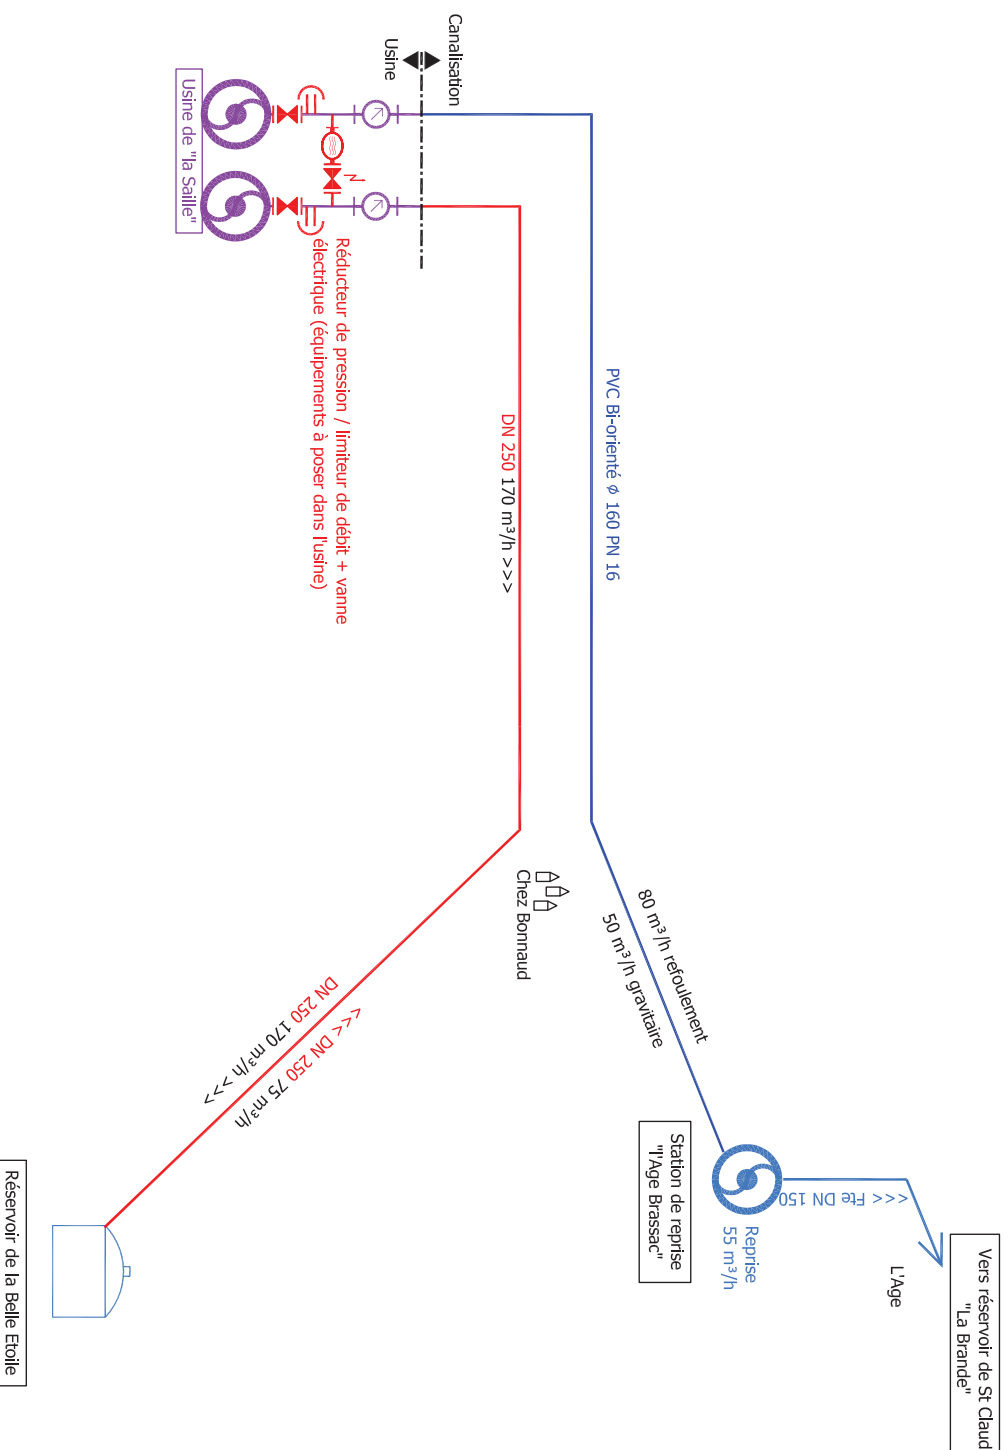 Vers réservoir de St Claud
"La Brande"
L'Age
<<< Fte DN 150
Reprise
55 m³/h
Station de reprise
"l'Age Brassac"
80 m³/h refoulement
50 m³/h gravitaire
PVC Bi-orienté ø 160 PN 16
Chez Bonnaud
DN 250 170 m³/h >>>
Canalisation
Usine
<<< DN 250 75 m³/h
DN 250 170 m³/h >>>
Réducteur de pression / limiteur de débit + vanne
électrique (équipements à poser dans l'usine)
Usine de "la Saille"
Réservoir de la Belle Etoile